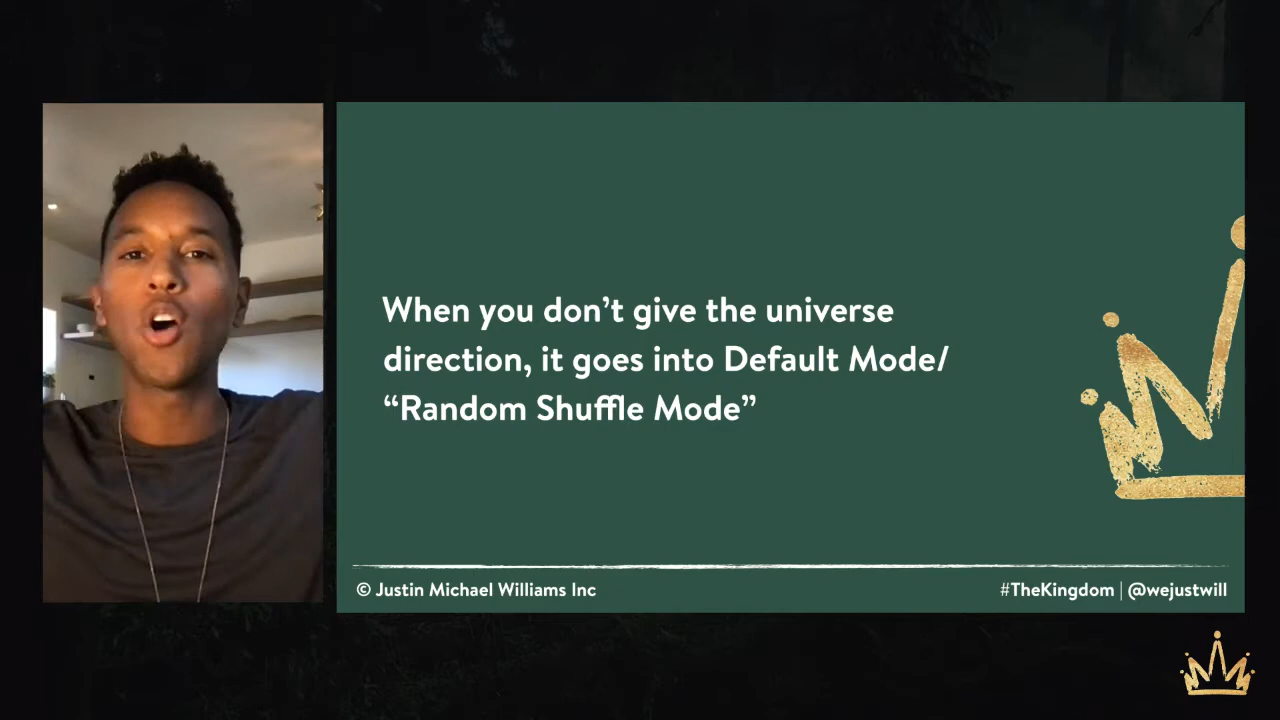 When you don’t give the universe
direction, it goes into Default Mode/
“Random Shuffle Mode”
© Justin Michael Williams Inc
#TheKingdom | @wejustwill